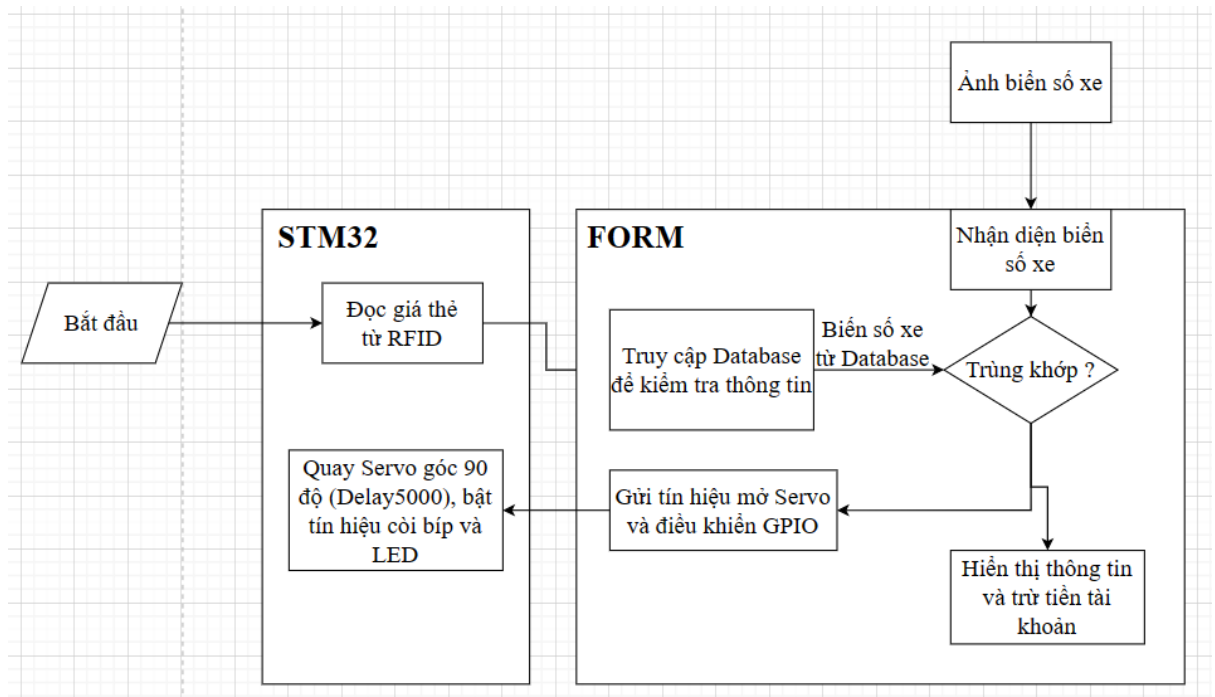 Ảnh biển số xe
STM32
FORM
Nhận diện biển
số xe
Bắt đầu
Đọc giá thẻ
từ RFID
Truy cập Database
để kiểm tra thông tin
Biến số xe
từ Database
Trùng khớp ?
Quay Servo góc 90
độ (Delay5000), bật
tín hiệu còi bíp và
LED
Gửi tín hiệu mở Servo
và điều khiển GPIO
Hiển thị thông tin
và trừ tiền tài
khoản